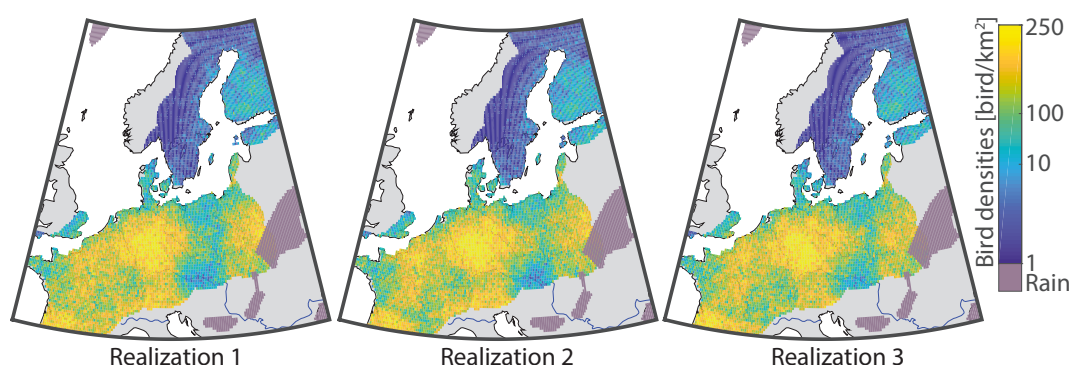 Realization 1
Realization 2
Realization 3
Bird densities [bird/km²]
250
100
10
1
Rain